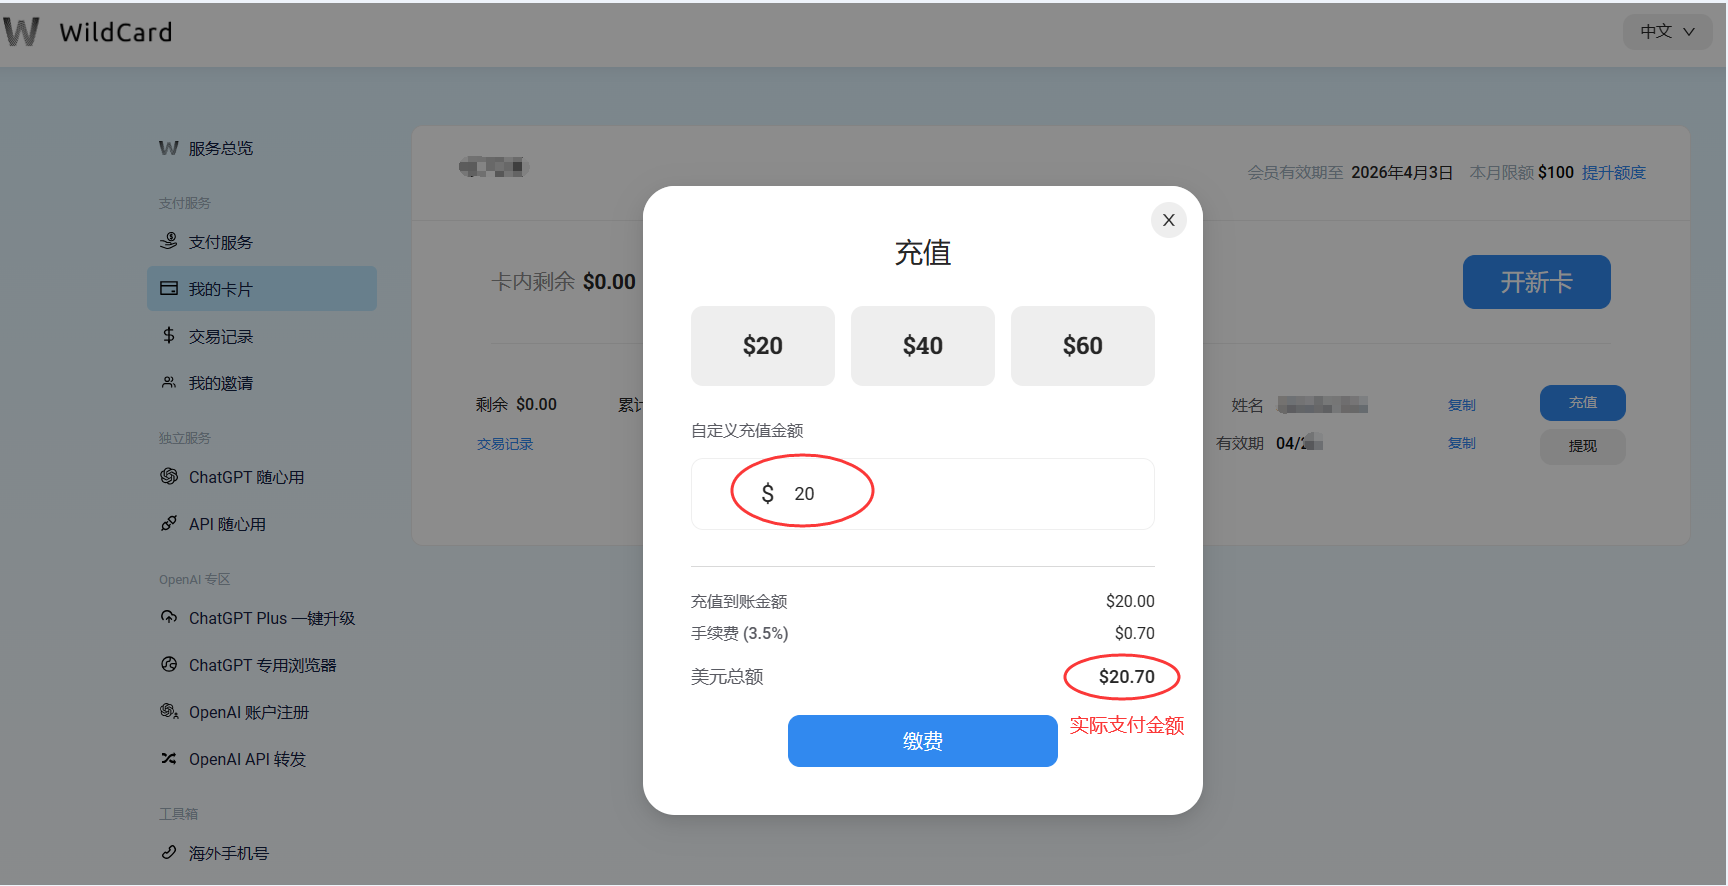 WildCard
中文
服务总览
支付服务
支付服务
我的卡片
交易记录
我的邀请
独立服务
ChatGPT 随心用
API 随心用
OpenAI 专区
ChatGPT Plus 一键升级
ChatGPT 专用浏览器
OpenAI 账户注册
OpenAI API 转发
工具箱
海外手机号
会员有效期至 2026年4月3日 本月限额 $100 提升额度
卡内剩余 $0.00
开新卡
剩余 $0.00
累计
交易记录
姓名
复制
充值
有效期 04/2
复制
提现
X
充值
$20 $40 $60
自定义充值金额
$ 20
充值到账金额 $20.00
手续费 (3.5%) $0.70
美元总额 $20.70
实际支付金额
缴费